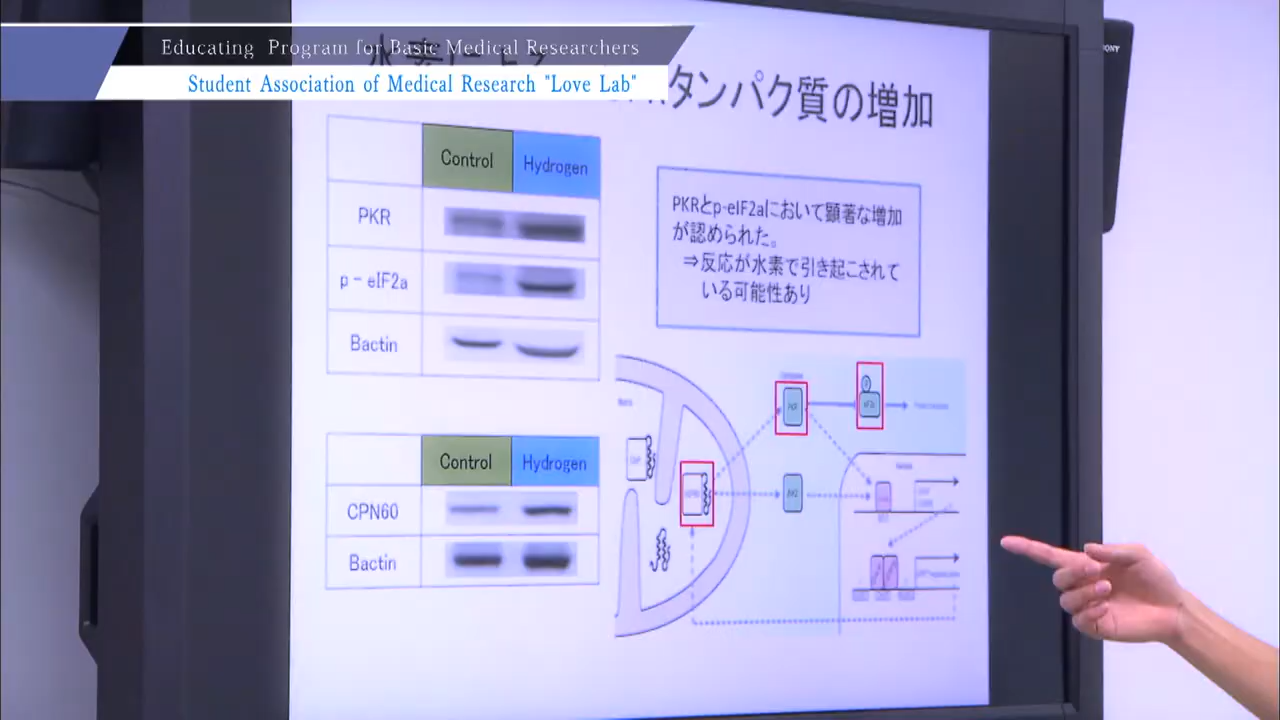 Educating Program for Basic Medical Researchers
Student Association of Medical Research "Love Lab"
タンパク質の増加
Control Hydrogen
PKR
p-eIF2a
Bactin
PKRとp-eIF2aにおいて顕著な増加
が認められた。
⇒反応が水素で引き起こされて
いる可能性あり
Control Hydrogen
CPN60
Bactin
PKR
SONY